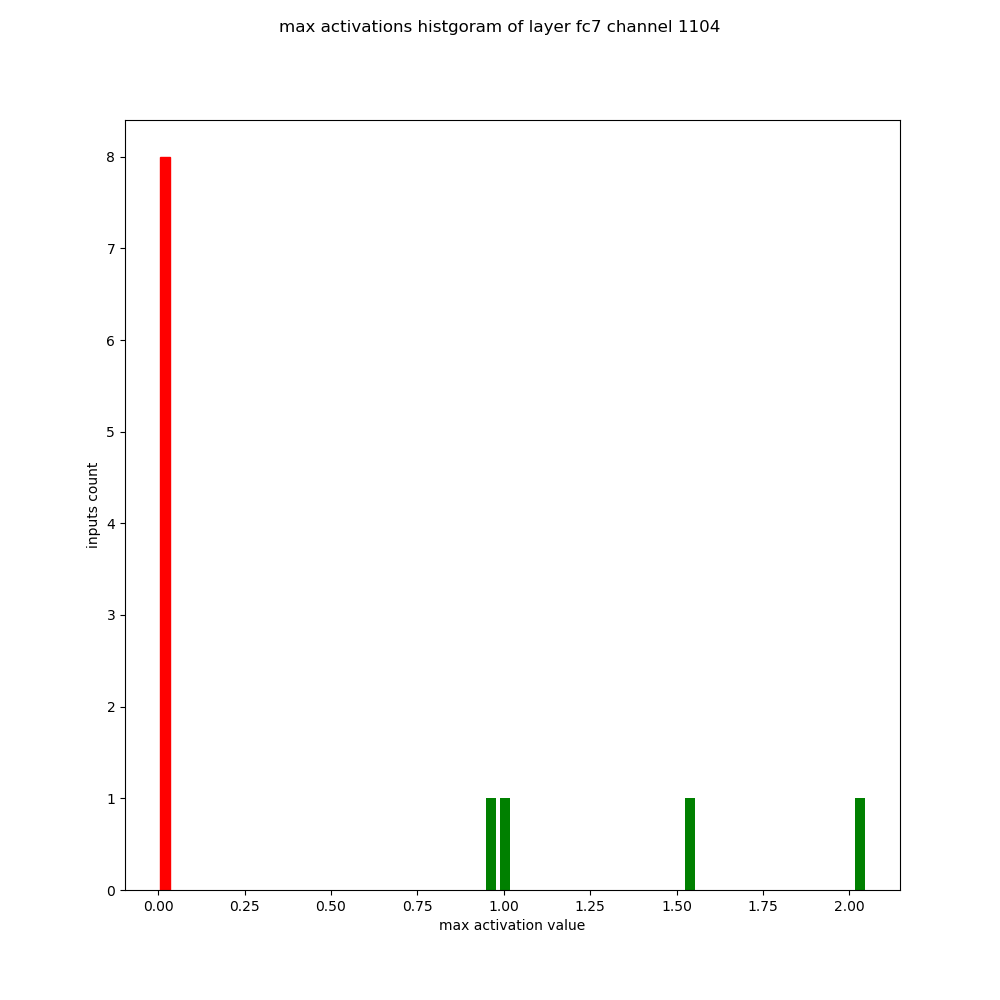 max activations histgoram of layer fc7 channel 1104
8
7
6
5
4
3
2
1
0
inputs count
0.00 0.25 0.50 0.75 1.00 1.25 1.50 1.75 2.00
max activation value